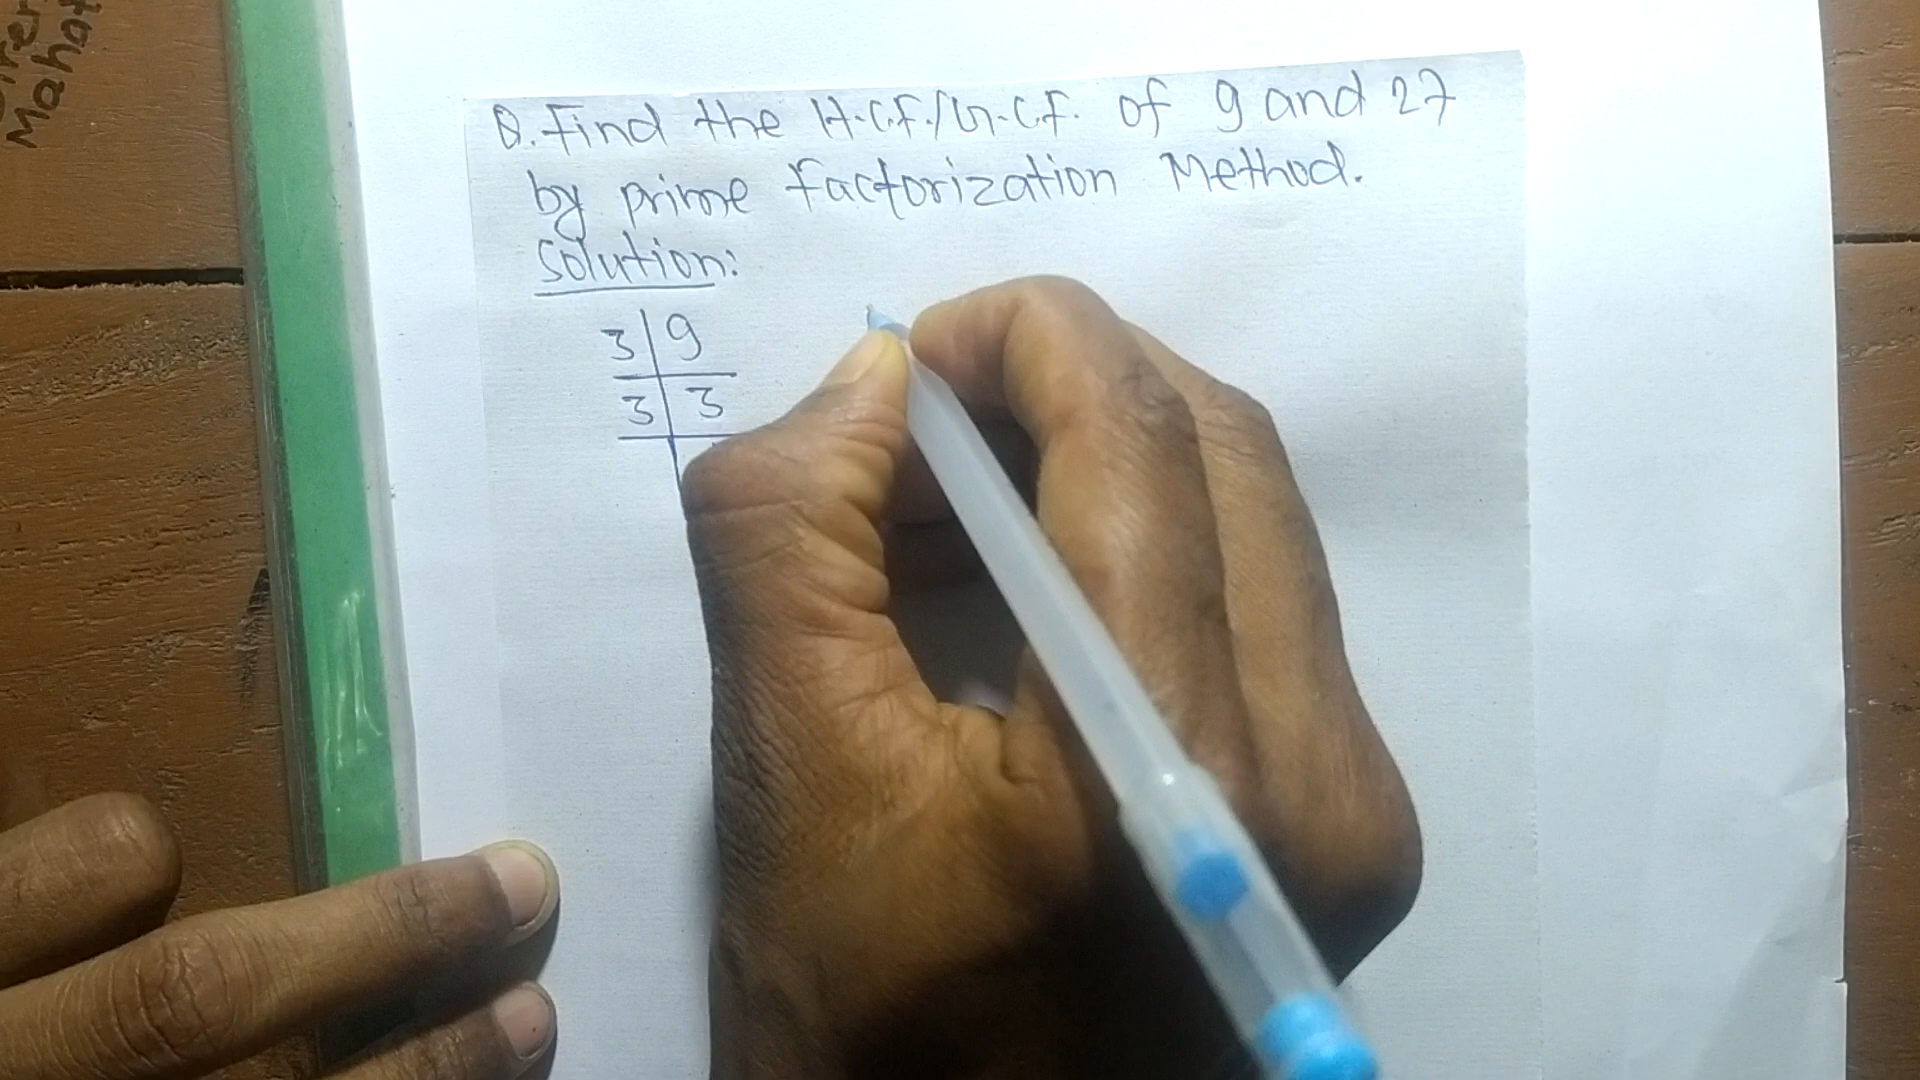 Q. Find the H.C.F./G.C.F. of 9 and 27
by prime factorization Method.
Solution:
3 | 9
3 | 3